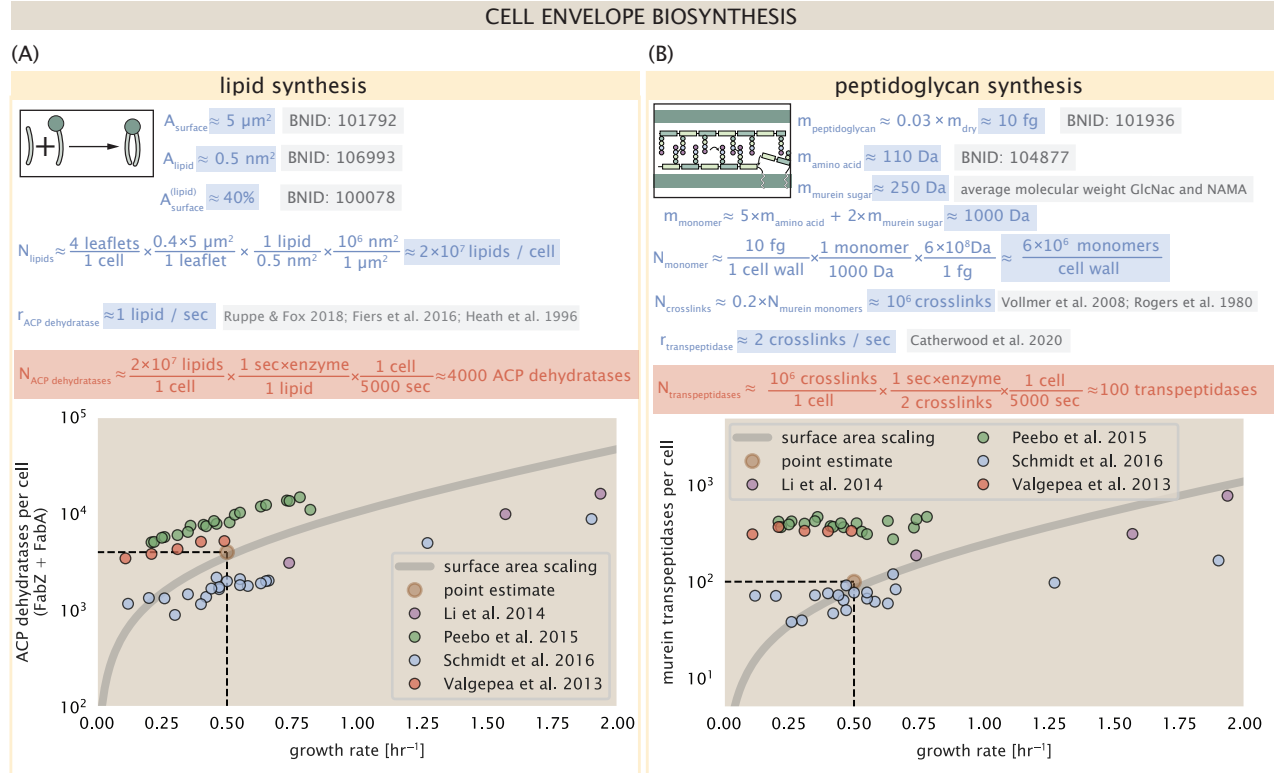 CELL ENVELOPE BIOSYNTHESIS
(A)
lipid synthesis
A_surface ≈ 5 µm² BNID: 101792
A_lipid ≈ 0.5 nm² BNID: 106993
A_surface^(lipid) ≈ 40% BNID: 100078
N_lipids ≈ 4 leaflets / 1 cell × 0.4×5 µm² / 1 leaflet × 1 lipid / 0.5 nm² × 10⁶ nm² / 1 µm² ≈ 2×10⁷ lipids / cell
r_ACP dehydratase ≈1 lipid / sec Ruppe & Fox 2018; Fiers et al. 2016; Heath et al. 1996
N_ACP dehydratases ≈ 2×10⁷ lipids / 1 cell × 1 sec×enzyme / 1 lipid × 1 cell / 5000 sec ≈4000 ACP dehydratases
ACP dehydratases per cell
(FabZ + FabA)
10⁵
10⁴
10³
10²
surface area scaling
point estimate
Li et al. 2014
Peebo et al. 2015
Schmidt et al. 2016
Valgepea et al. 2013
0.00 0.25 0.50 0.75 1.00 1.25 1.50 1.75 2.00
growth rate [hr⁻¹]
(B)
peptidoglycan synthesis
m_peptidoglycan ≈ 0.03 × m_dry ≈ 10 fg BNID: 101936
m_amino acid ≈ 110 Da BNID: 104877
m_murein sugar ≈ 250 Da average molecular weight GlcNac and NAMA
m_monomer ≈ 5×m_amino acid + 2×m_murein sugar ≈ 1000 Da
N_monomer ≈ 10 fg / 1 cell wall × 1 monomer / 1000 Da × 6×10⁸Da / 1 fg ≈ 6×10⁶ monomers / cell wall
N_crosslinks ≈ 0.2×N_murein monomers ≈ 10⁶ crosslinks Vollmer et al. 2008; Rogers et al. 1980
r_transpeptidase ≈ 2 crosslinks / sec Catherwood et al. 2020
N_transpeptidases ≈ 10⁶ crosslinks / 1 cell × 1 sec×enzyme / 2 crosslinks × 1 cell / 5000 sec ≈100 transpeptidases
murein transpeptidases per cell
10³
10²
10¹
surface area scaling
point estimate
Li et al. 2014
Peebo et al. 2015
Schmidt et al. 2016
Valgepea et al. 2013
0.00 0.25 0.50 0.75 1.00 1.25 1.50 1.75 2.00
growth rate [hr⁻¹]